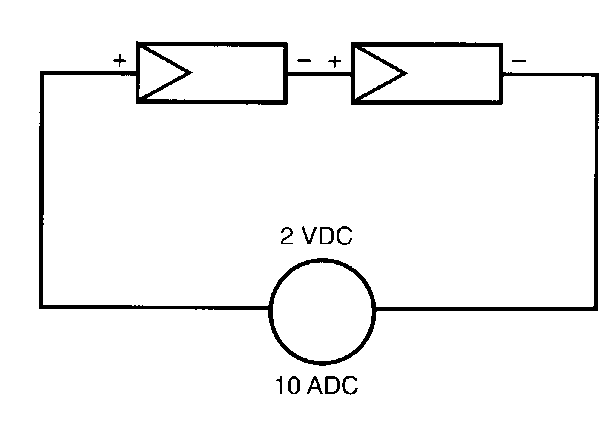 + − + −
2 VDC
10 ADC